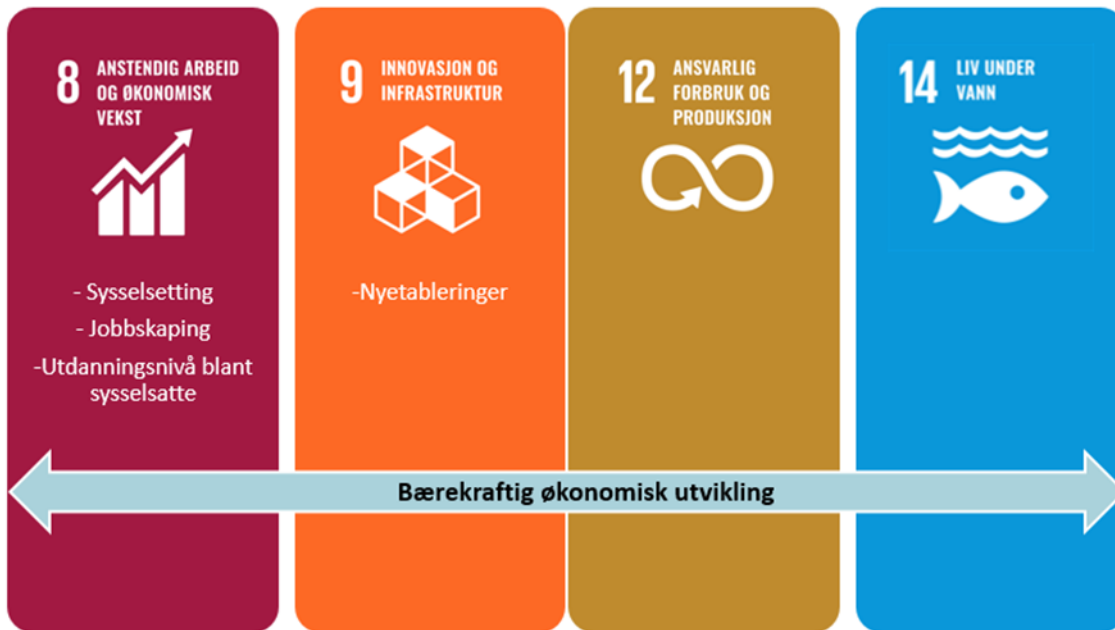 8 ANSTENDIG ARBEID
OG ØKONOMISK
VEKST
- Sysselsetting
- Jobbskaping
-Utdanningsnivå blant
sysselsatte
9 INNOVASJON OG
INFRASTRUKTUR
-Nyetableringer
12 ANSVARLIG
FORBRUK OG
PRODUKSJON
14 LIV UNDER
VANN
Bærekraftig økonomisk utvikling